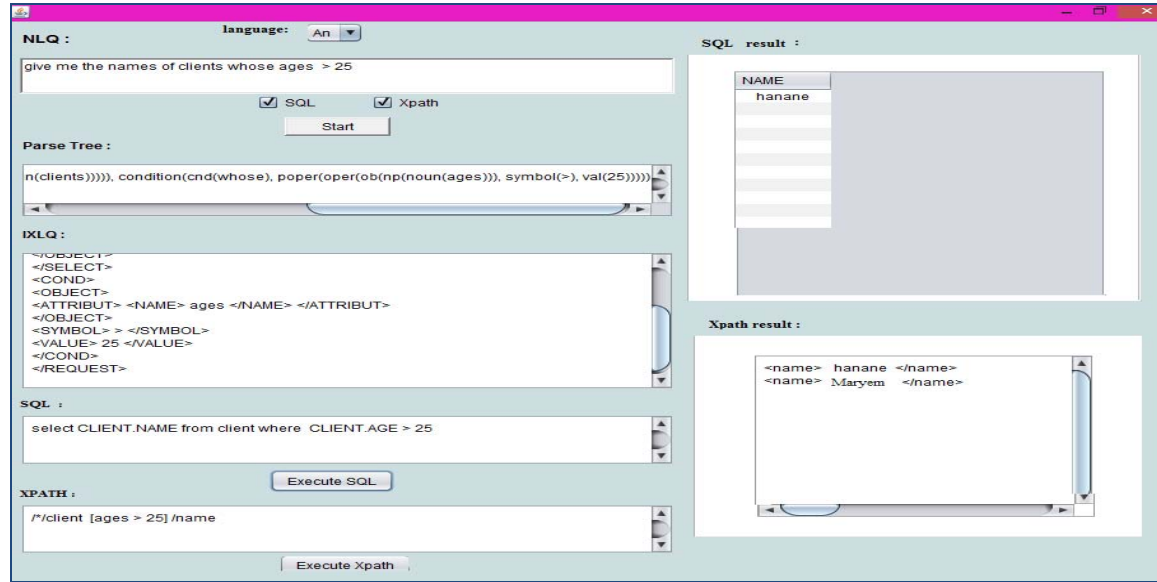 NLQ :
language: An
give me the names of clients whose ages > 25
SQL Xpath
Start
Parse Tree :
n(clients))))), condition(cnd(whose), poper(oper(ob(np(noun(ages))), symbol(>), val(25)))))
IXLQ :
</OBJECT>
</SELECT>
<COND>
<OBJECT>
<ATTRIBUT> <NAME> ages </NAME> </ATTRIBUT>
</OBJECT>
<SYMBOL> > </SYMBOL>
<VALUE> 25 </VALUE>
</COND>
</REQUEST>
SQL :
select CLIENT.NAME from client where CLIENT.AGE > 25
Execute SQL
XPATH :
/*/client [ages > 25] /name
Execute Xpath
SQL result :
NAME
hanane
Xpath result :
<name> hanane </name>
<name> Maryem </name>